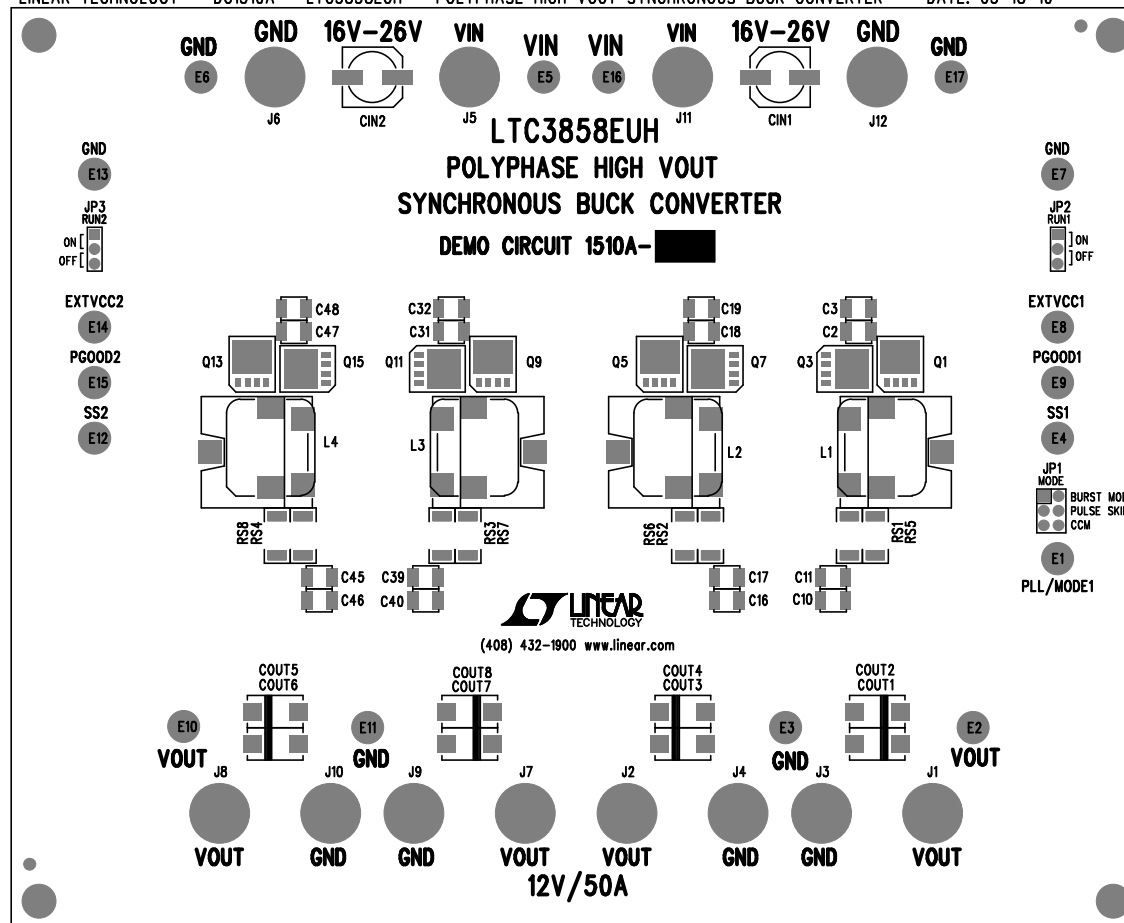 GND GND 16V-26V VIN VIN VIN VIN 16V-26V GND GND
E6 E5 E16 E17
J6 CIN2 J5 J11 CIN1 J12
LTC3858EUH
POLYPHASE HIGH VOUT
SYNCHRONOUS BUCK CONVERTER
DEMO CIRCUIT 1510A-
GND GND
E13 E7
JP3 JP2
RUN2 RUN1
ON ON
OFF OFF
EXTVCC2 EXTVCC1
E14 E8
PGOOD2 PGOOD1
E15 E9
SS2 SS1
E12 E4
C48 C32 C19 C3
C47 C31 C18 C2
Q13 Q15 Q11 Q9 Q5 Q7 Q3 Q1
L4 L3 L2 L1
JP1
MODE
BURST MOD
PULSE SKIP
CCM
RS8 RS4 RS3 RS7 RS6 RS2 RS1 RS5
E1
PLL/MODE1
C45 C39 C17 C11
C46 C40 C16 C10
LINEAR
TECHNOLOGY
(408) 432-1900 www.linear.com
COUT5 COUT8 COUT4 COUT2
COUT6 COUT7 COUT3 COUT1
E10 E11 E3 E2
VOUT GND GND VOUT
J8 J10 J9 J7 J2 J4 J3 J1
VOUT GND GND VOUT VOUT GND GND VOUT
12V/50A